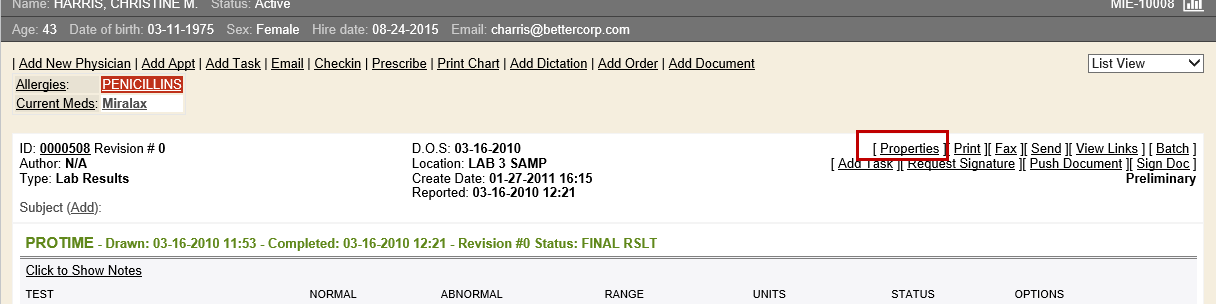 Name: HARRIS, CHRISTINE M. Status: Active MIE-10008
Age: 43 Date of birth: 03-11-1975 Sex: Female Hire date: 08-24-2015 Email: charris@bettercorp.com
| Add New Physician | Add Appt | Add Task | Email | Checkin | Prescribe | Print Chart | Add Dictation | Add Order | Add Document List View
Allergies: PENICILLINS
Current Meds: Miralax
ID: 0000508 Revision # 0 D.O.S: 03-16-2010 [ Properties ][ Print ][ Fax ][ Send ][ View Links ] [ Batch ]
Author: N/A Location: LAB 3 SAMP [ Add Task ][ Request Signature ][ Push Document ][ Sign Doc ]
Type: Lab Results Create Date: 01-27-2011 16:15 Preliminary
Reported: 03-16-2010 12:21
Subject (Add):
PROTIME - Drawn: 03-16-2010 11:53 - Completed: 03-16-2010 12:21 - Revision #0 Status: FINAL RSLT
Click to Show Notes
TEST NORMAL ABNORMAL RANGE UNITS STATUS OPTIONS